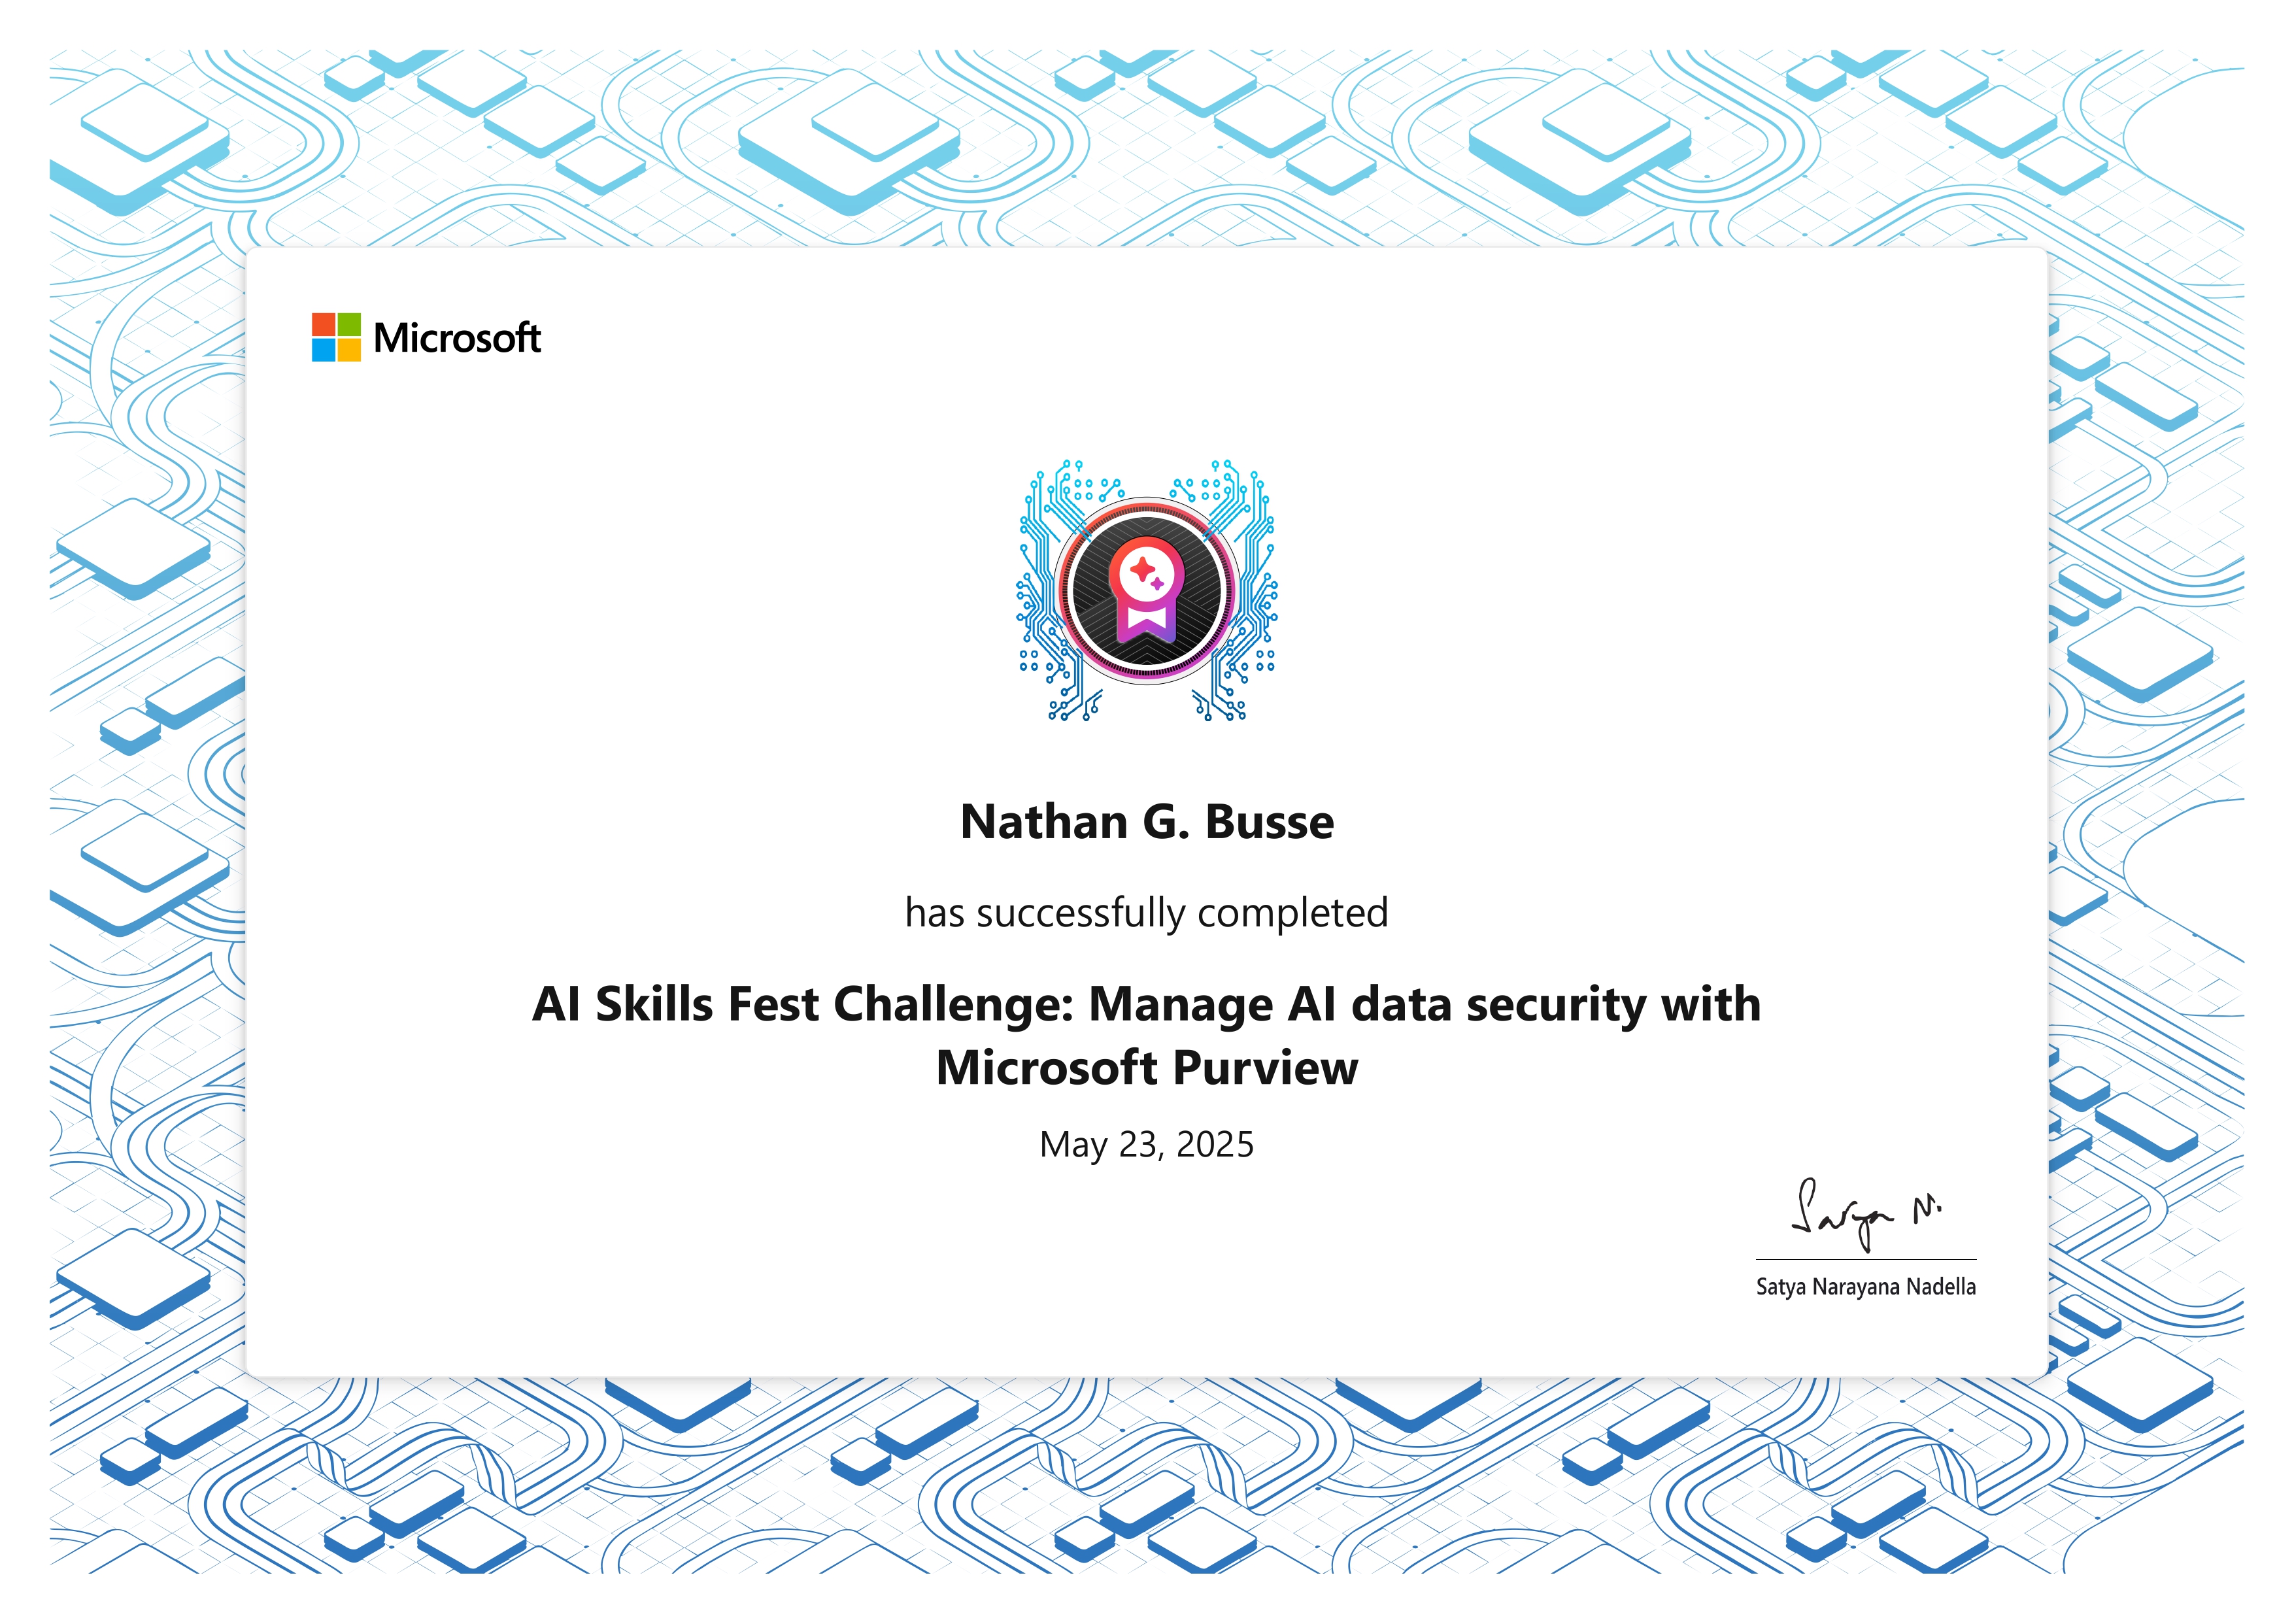 Microsoft
Nathan G. Busse
has successfully completed
AI Skills Fest Challenge: Manage AI data security with
Microsoft Purview
May 23, 2025
Satya N.
Satya Narayana Nadella